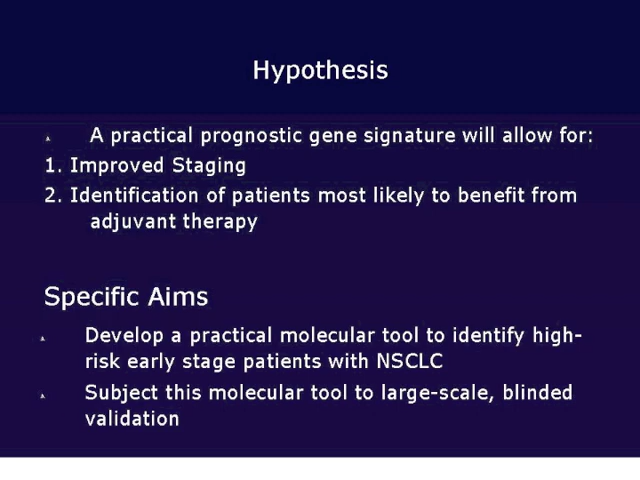 Hypothesis
A practical prognostic gene signature will allow for:
1. Improved Staging
2. Identification of patients most likely to benefit from
adjuvant therapy
Specific Aims
Develop a practical molecular tool to identify high-
risk early stage patients with NSCLC
Subject this molecular tool to large-scale, blinded
validation